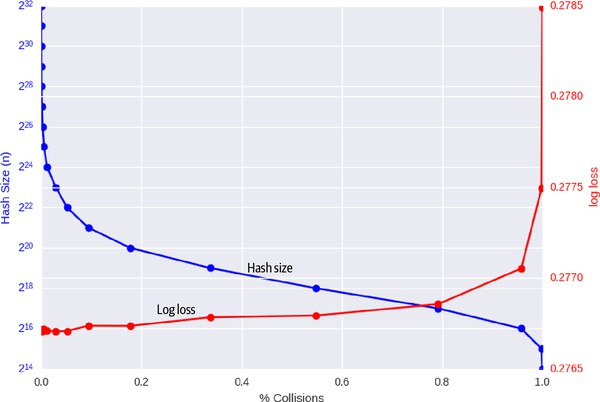 2^32
2^30
2^28
2^26
2^24
2^22
2^20
2^18
2^16
2^14
Hash Size (n)
Hash size
Log loss
0.2785
0.2780
0.2775
0.2770
0.2765
log loss
0.0 0.2 0.4 0.6 0.8 1.0
% Collisions